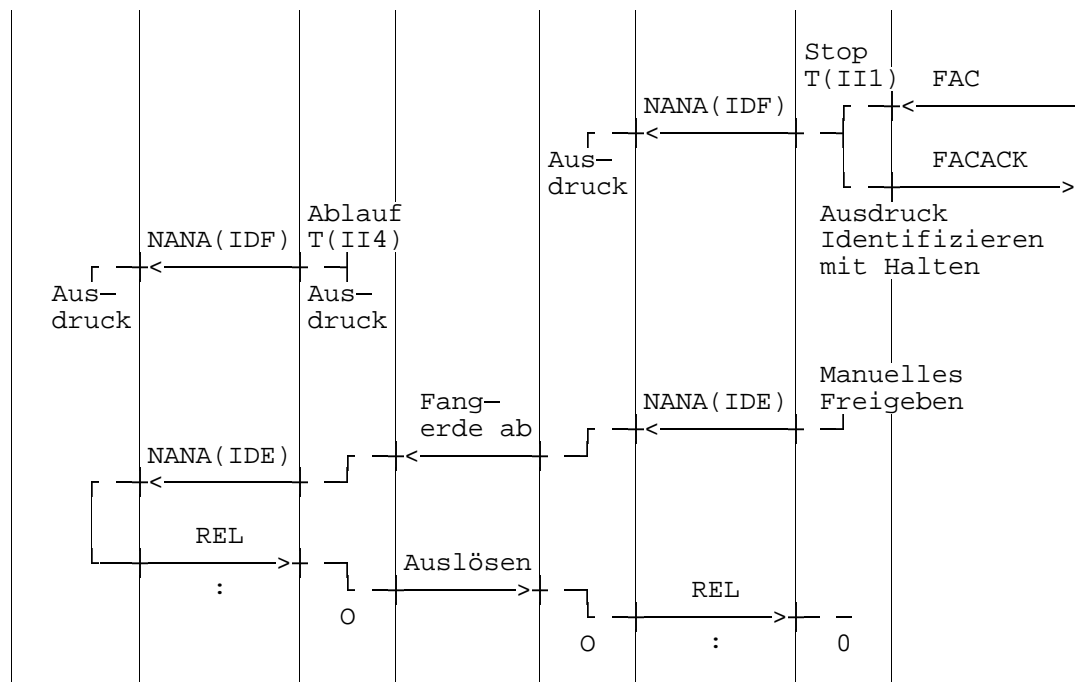 Stop
T(II1)
FAC
NANA(IDF)
Aus—
druck
FACACK
Ausdruck
Identifizieren
mit Halten
Ablauf
T(II4)
NANA(IDF)
Aus—
druck
Aus—
druck
Manuelles
Freigeben
NANA(IDE)
Fang—
erde ab
NANA(IDE)
REL
:
Auslösen
O
REL
:
O
0